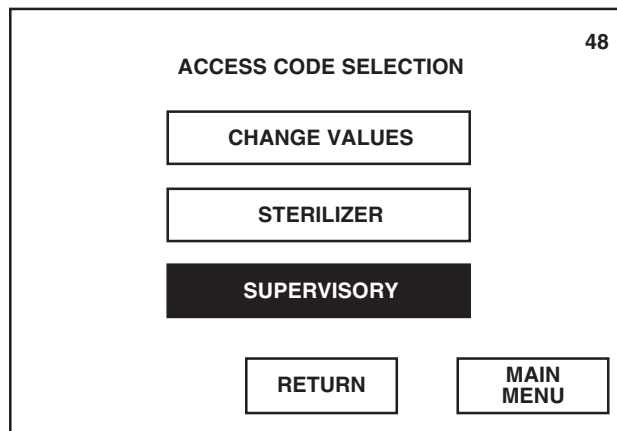 48
ACCESS CODE SELECTION
CHANGE VALUES
STERILIZER
SUPERVISORY
RETURN
MAIN
MENU